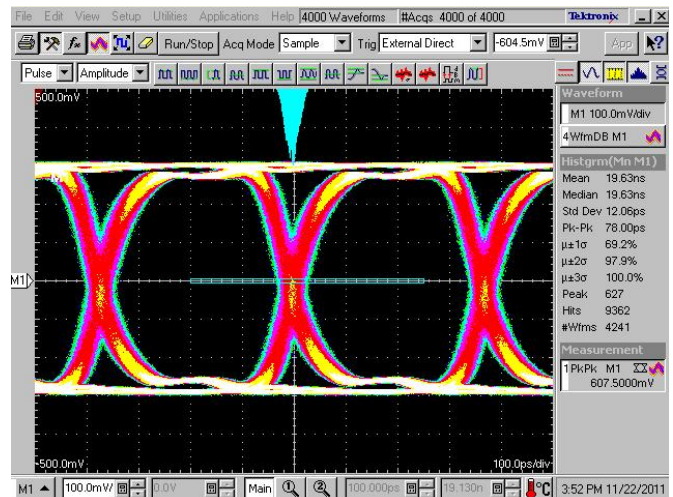 File Edit View Setup Utilities Applications Help 4000 Waveforms #Acqs 4000 of 4000 Tektronix
Run/Stop Acq Mode Sample Trig External Direct -604.5mV App
Pulse Amplitude
500.0mV
Waveform
M1 100.0mV/div
4WfmDB M1
Histgrm(Mn M1)
Mean 19.63ns
Median 19.63ns
Std Dev 12.06ps
Pk-Pk 78.00ps
µ±1σ 69.2%
µ±2σ 97.9%
µ±3σ 100.0%
Peak 627
Hits 9362
#Wfms 4241
M1
Measurement
1 PkPk M1
607.5000mV
-500.0mV 100.0ps/div
M1 100.0mV/ 0.0V Main 1 2 100.000ps 19.130n °C 3:52 PM 11/22/2011